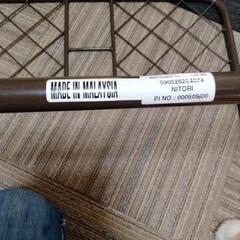 MADE IN MALAYSIA
NITORI
PI NO : 000509/00